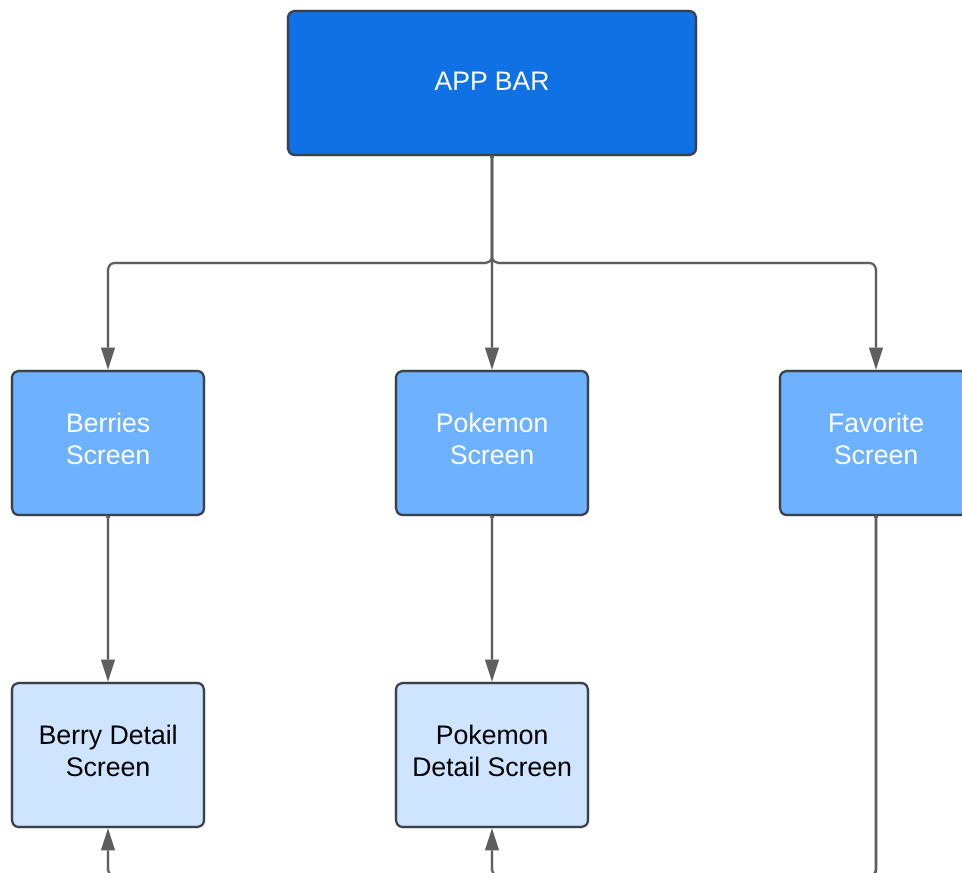 APP BAR
Berries
Screen
Pokemon
Screen
Favorite
Screen
Berry Detail
Screen
Pokemon
Detail Screen